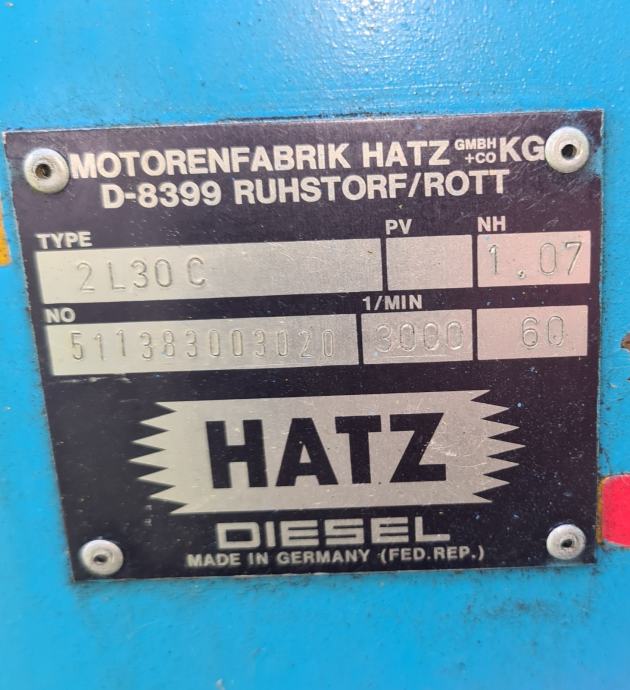 MOTORENFABRIK HATZ GMBH +CO KG
D-8399 RUHSTORF/ROTT
TYPE PV NH
2L30C 1.07
NO 1/MIN
511383003020 3000 60
HATZ
DIESEL
MADE IN GERMANY (FED.REP.)